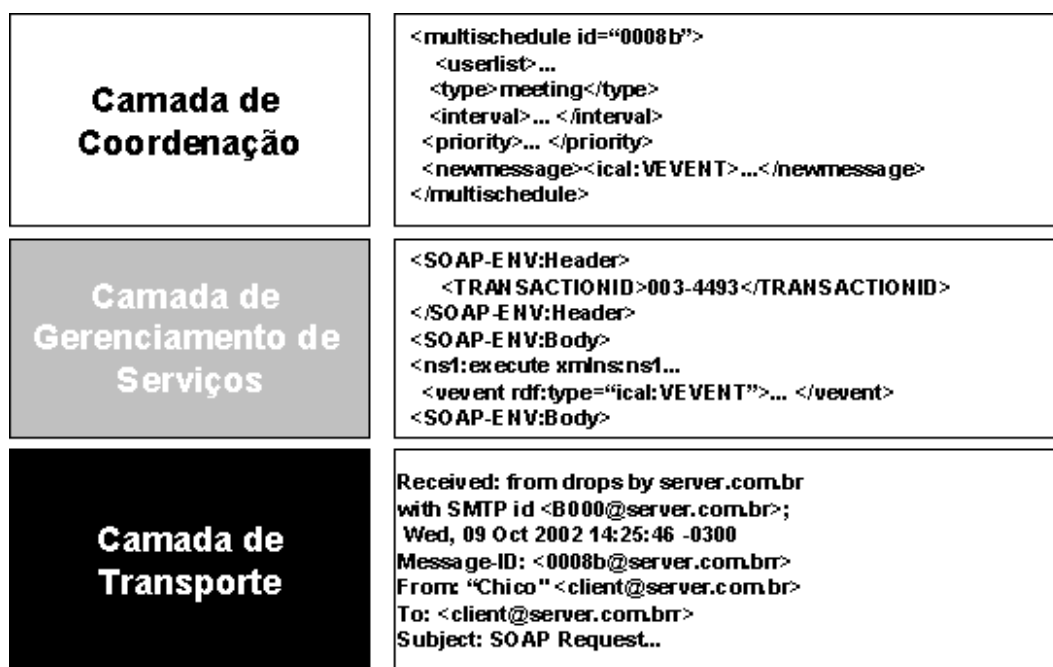 Camada de
Coordenação
<multischedule id=“0008b”>
<userlist>...
<type>meeting</type>
<interval>... </interval>
<priority>... </priority>
<newmessage><ical:VEVENT>...</newmessage>
</multischedule>
Camada de
Gerenciamento de
Serviços
<SOAP-ENV:Header>
<TRANSACTIONID>003-4493</TRANSACTIONID>
</SOAP-ENV:Header>
<SOAP-ENV:Body>
<ns1:execute xmlns:ns1...
<vevent rdf:type=“ical:VEVENT”>... </vevent>
<SOAP-ENV:Body>
Camada de
Transporte
Received: from drops by server.com.br
with SMTP id <B000@server.com.br>;
Wed, 09 Oct 2002 14:25:46 -0300
Message-ID: <0008b@server.com.brr>
From: “Chico" <client@server.com.br>
To: <client@server.com.brr>
Subject: SOAP Request...